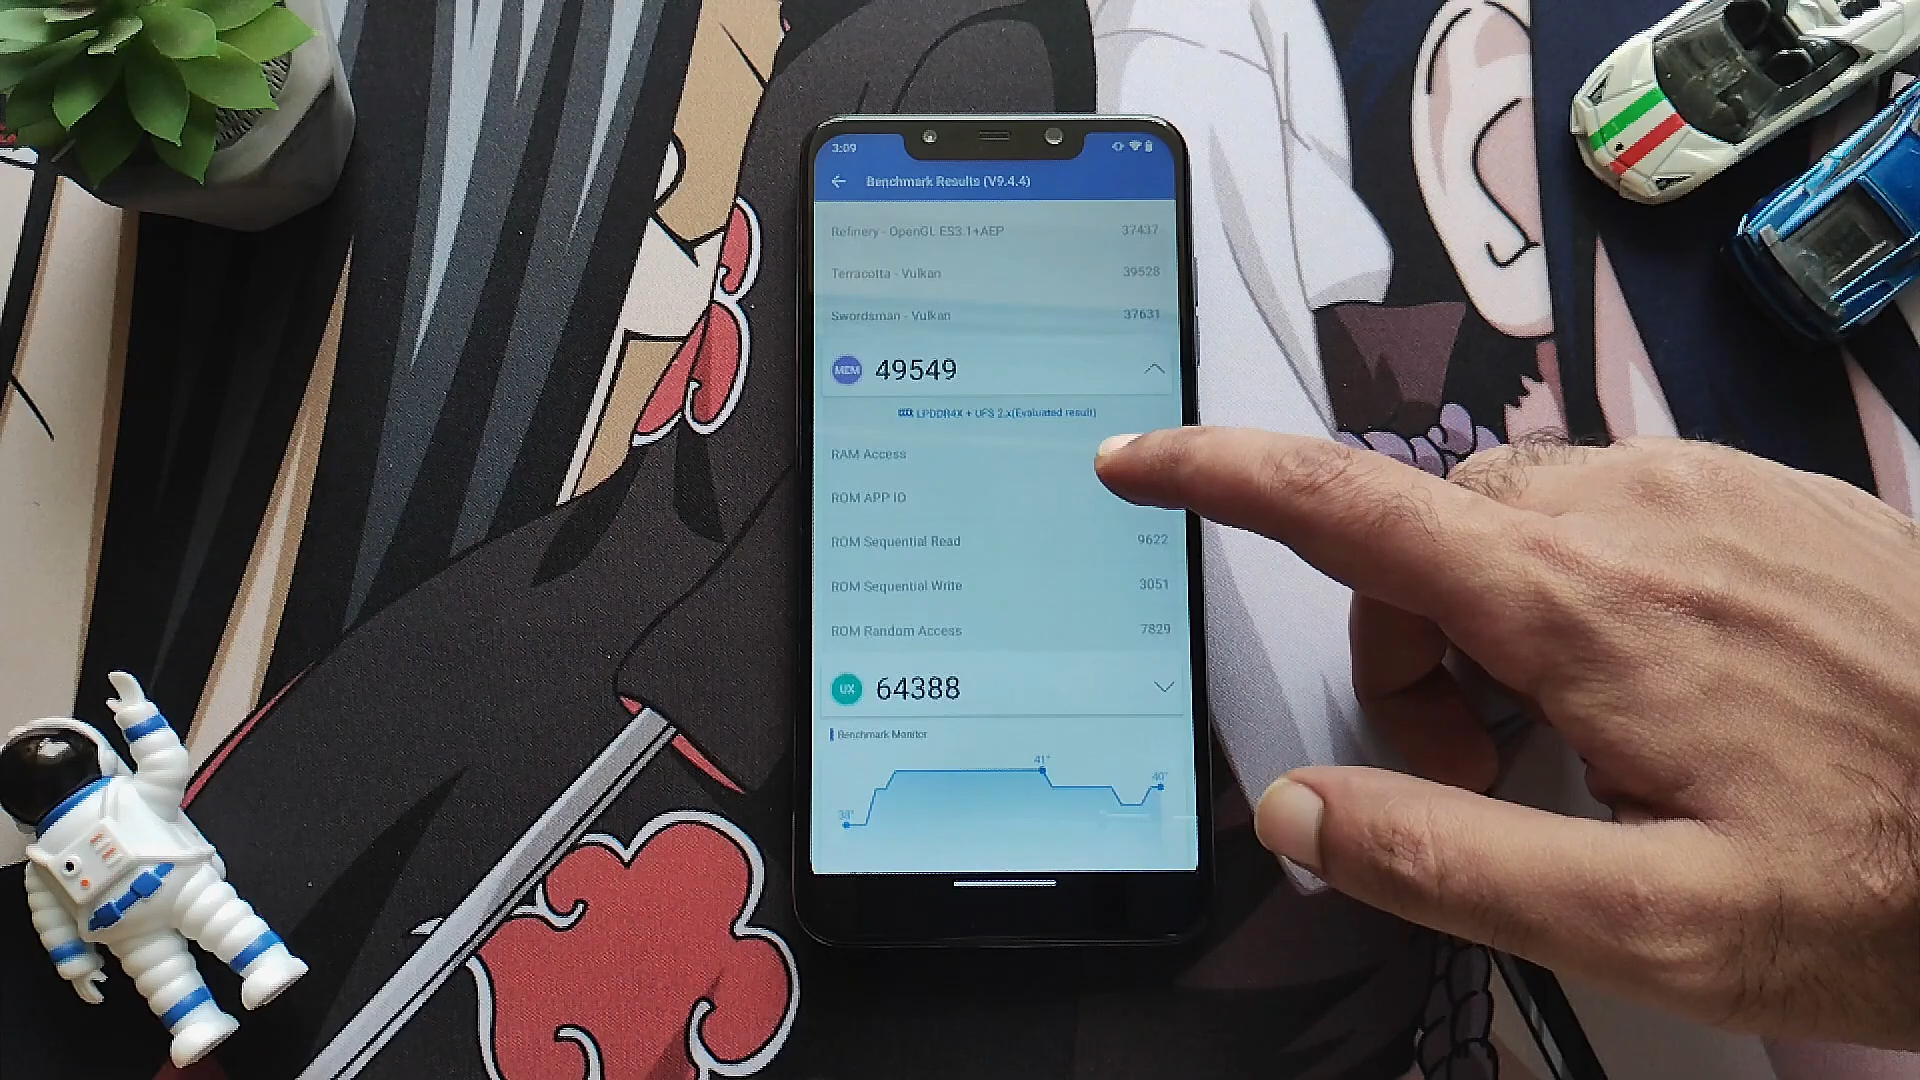 3:09
Benchmark Results (V9.4.4)
Refinery - OpenGL ES3.1+AEP 37437
Terracotta - Vulkan 39528
Swordsman - Vulkan 37631
MEM 49549
LPDDR4X + UFS 2.x(Evaluated result)
RAM Access
ROM APP IO
ROM Sequential Read 9622
ROM Sequential Write 3051
ROM Random Access 7829
UX 64388
Benchmark Monitor
41°
40°
38°